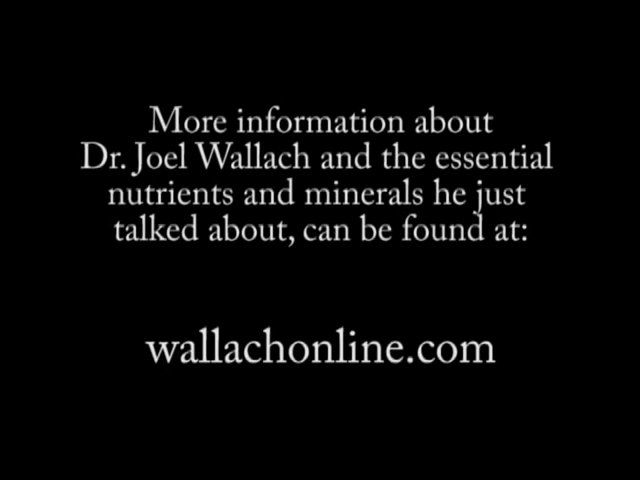 More information about
Dr. Joel Wallach and the essential
nutrients and minerals he just
talked about, can be found at:
wallachonline.com